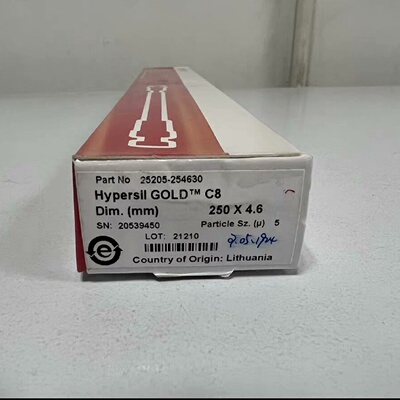 Part No 25205-254630
Hypersil GOLD™ C8
Dim. (mm) 250 X 4.6
SN: 20539450 Particle Sz. (µ) 5
LOT: 21210
Country of Origin: Lithuania